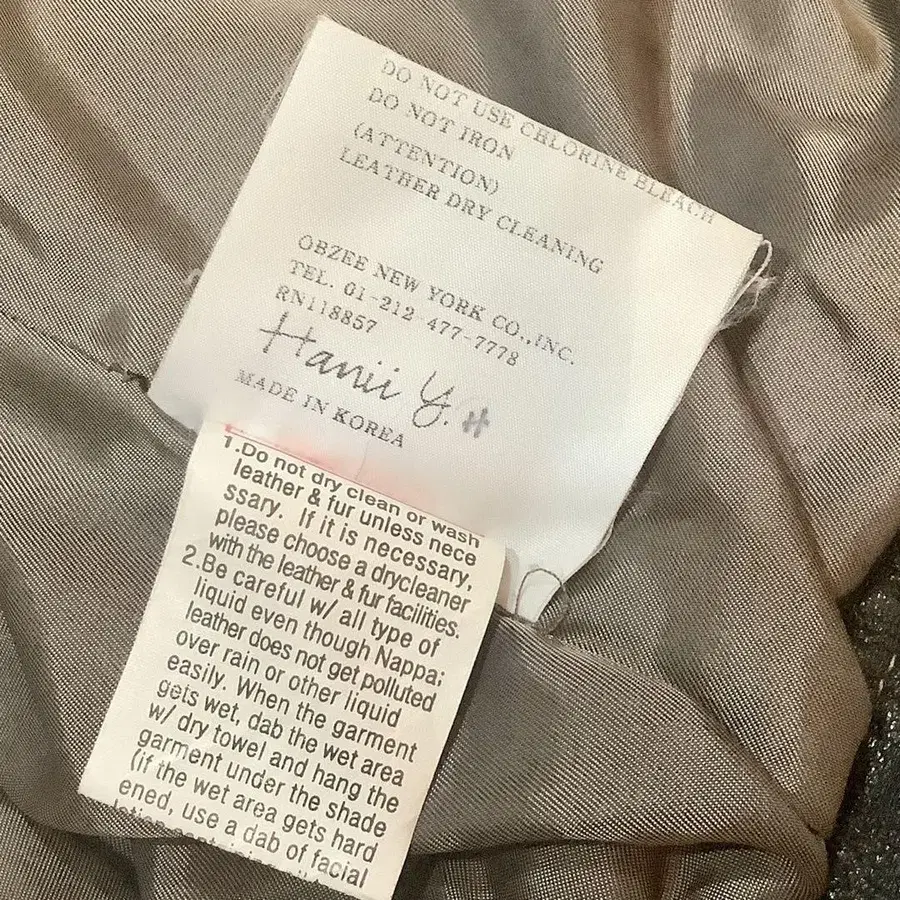 DO NOT USE CHLORINE BLEACH
DO NOT IRON
(ATTENTION)
LEATHER DRY CLEANING
OBZEE NEW YORK CO.,INC.
TEL. 01-212 477-7778
RN118857
Hanii Y. H
MADE IN KOREA
1.Do not dry clean or wash
leather & fur unless nece
ssary. If it is necessary,
please choose a drycleaner
with the leather & fur facilities.
2.Be careful w/ all type of
liquid even though Nappa;
leather does not get polluted
over rain or other liquid
easily. When the garment
gets wet, dab the wet area
w/ dry towel and hang the
garment under the shade
(if the wet area gets hard
ened, use a dab of facial